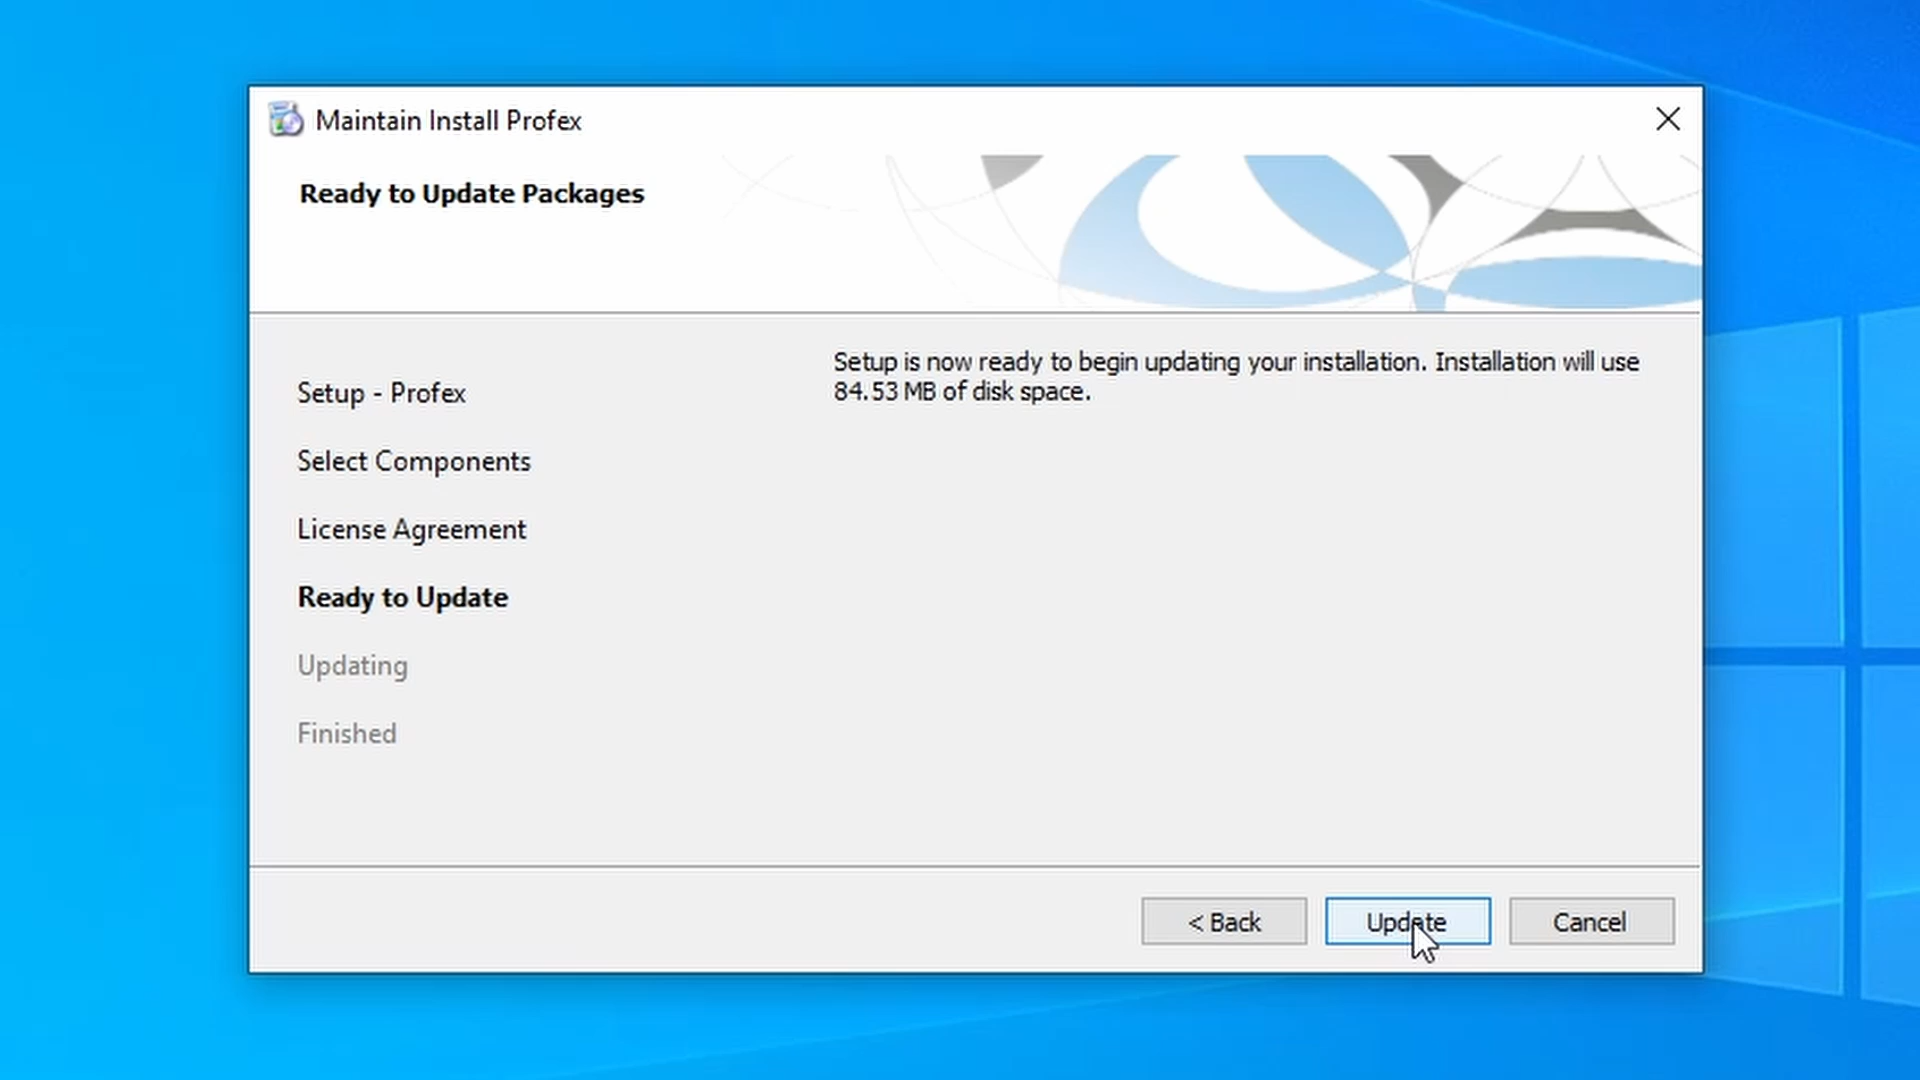 Maintain Install Profex
Ready to Update Packages
Setup - Profex
Select Components
License Agreement
Ready to Update
Updating
Finished
Setup is now ready to begin updating your installation. Installation will use
84.53 MB of disk space.
< Back
Update
Cancel